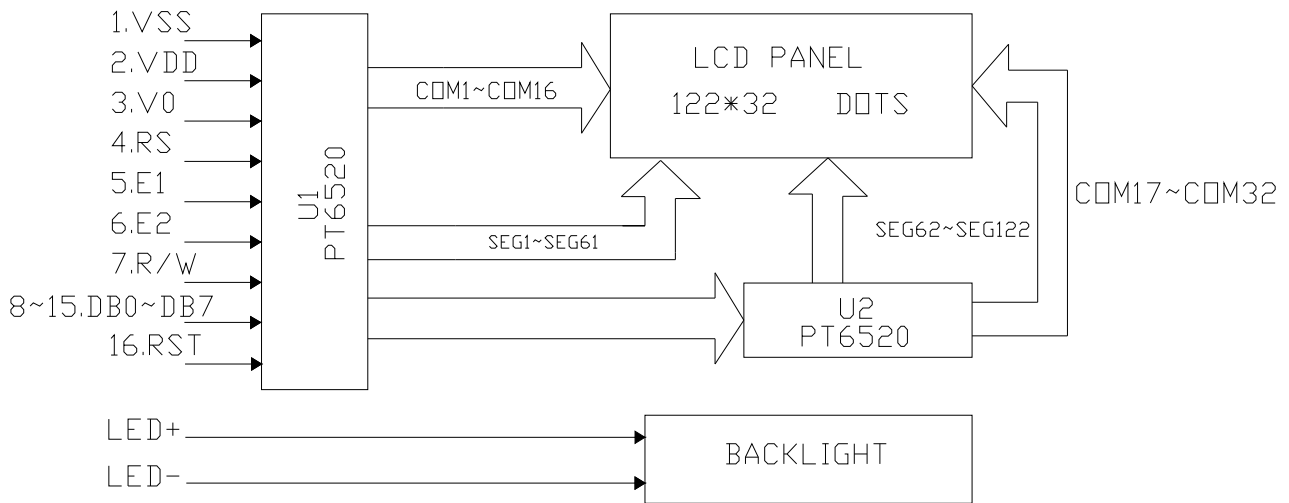 1.VSS
2.VDD
3.V0
4.RS
5.E1
6.E2
7.R/W
8~15.DB0~DB7
16.RST
U1
PT6520
COM1~COM16
SEG1~SEG61
LCD PANEL
122*32 DOTS
SEG62~SEG122
COM17~COM32
U2
PT6520
LED+
LED-
BACKLIGHT